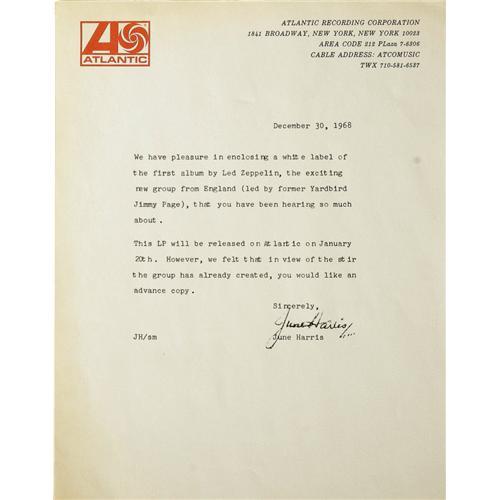 ATLANTIC
ATLANTIC RECORDING CORPORATION
1841 BROADWAY, NEW YORK, NEW YORK 10023
AREA CODE 212 PLaza 7-6306
CABLE ADDRESS: ATCOMUSIC
TWX 710-581-6537
December 30, 1968
We have pleasure in enclosing a white label of
the first album by Led Zeppelin, the exciting
new group from England (led by former Yardbird
Jimmy Page), that you have been hearing so much
about.
This LP will be released on Atlantic on January
20th. However, we felt that in view of the stir
the group has already created, you would like an
advance copy.
Sincerely,
June Harris
JH/sm June Harris